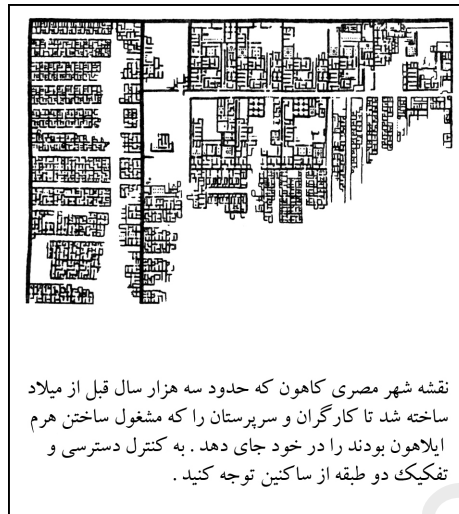 نقشه شهر مصری کاهون که حدود سه هزار سال قبل از میلاد
ساخته شد تا کارگران و سرپرستان را که مشغول ساختن هرم
ایلاهون بودند را در خود جای دهد . به کنترل دسترسی و
تفکیک دو طبقه از ساکنین توجه کنید .